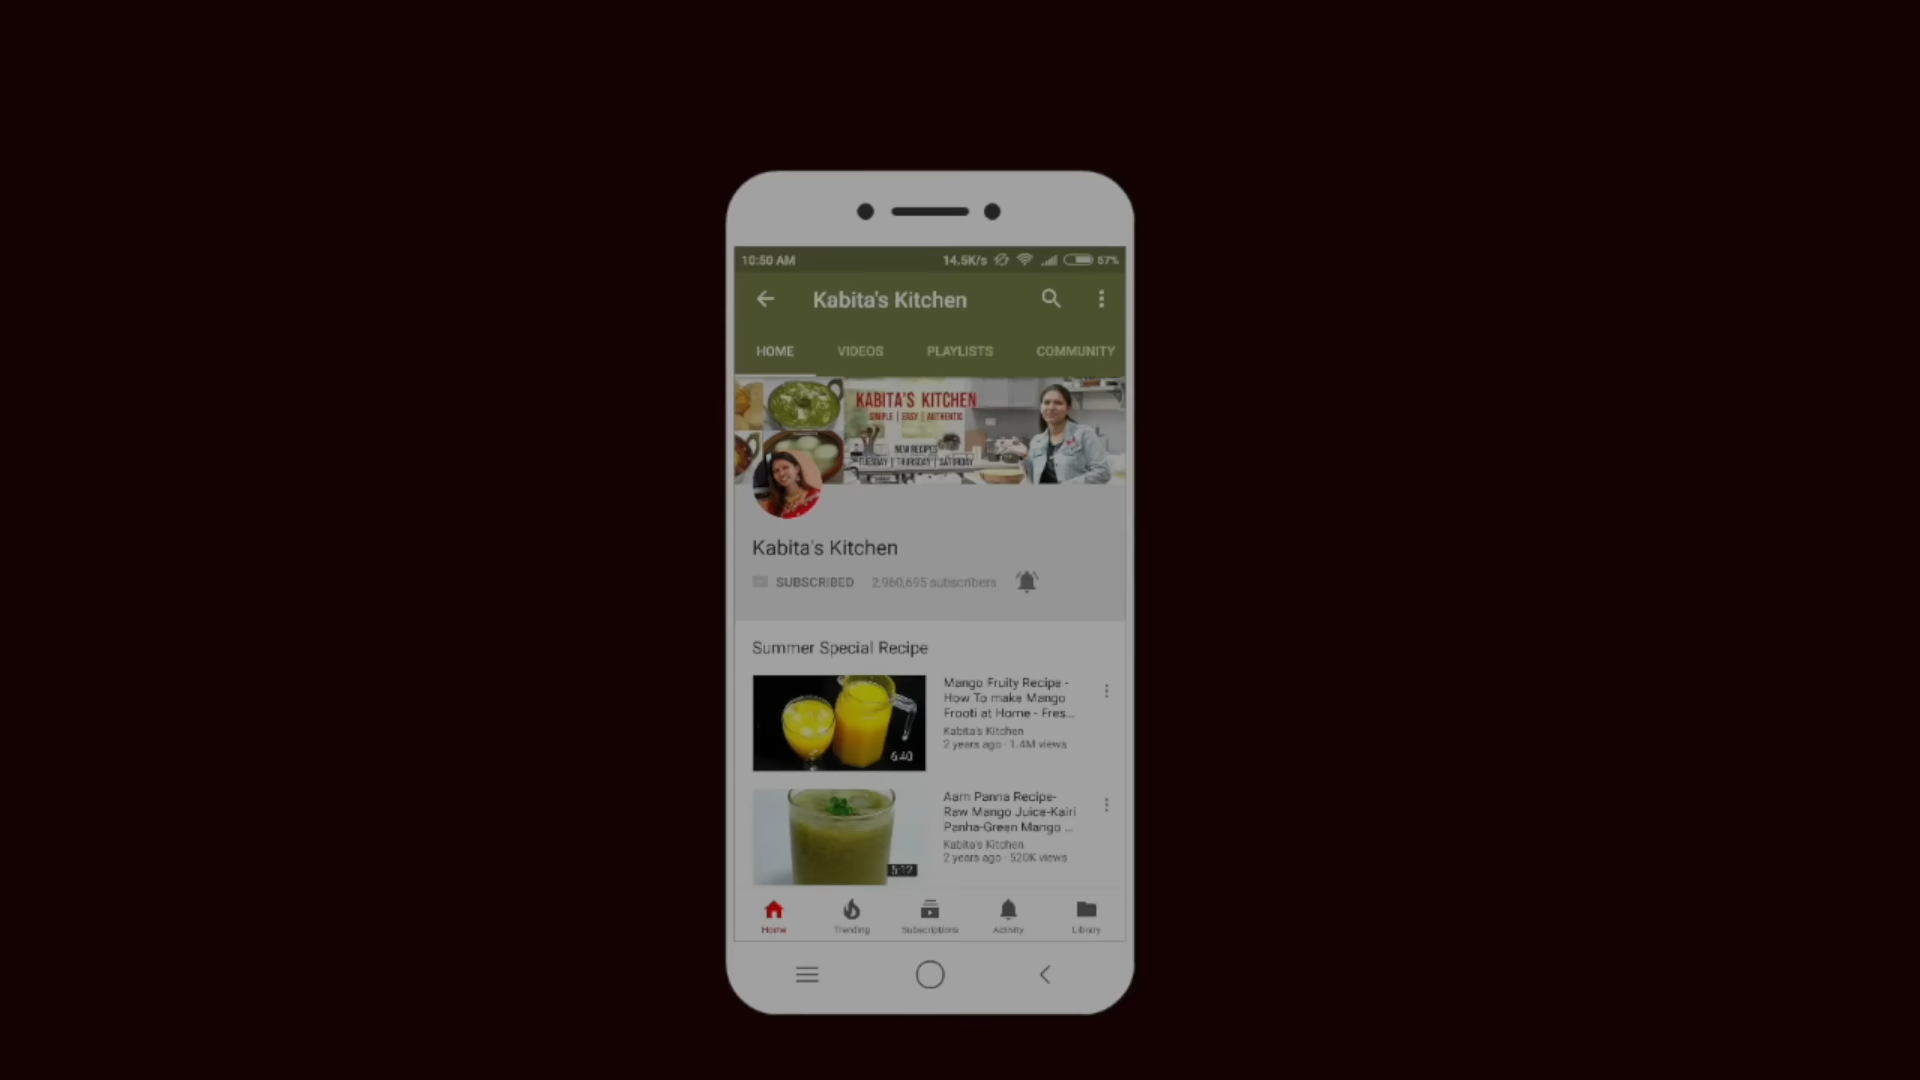 10:50 AM 14.5K/s 67%
Kabita's Kitchen
HOME VIDEOS PLAYLISTS COMMUNITY
KABITA'S KITCHEN
SIMPLE | EASY | AUTHENTIC
NEW RECIPES
TUESDAY | THURSDAY | SATURDAY
Kabita's Kitchen
SUBSCRIBED 2,960,695 subscribers
Summer Special Recipe
Mango Fruity Recipe -
How To make Mango
Frooti at Home - Fres...
Kabita's Kitchen
2 years ago · 1.4M views
6:40
Aam Panna Recipe-
Raw Mango Juice-Kairi
Panha-Green Mango ...
Kabita's Kitchen
2 years ago · 520K views
5:12
Home Trending Subscriptions Activity Library